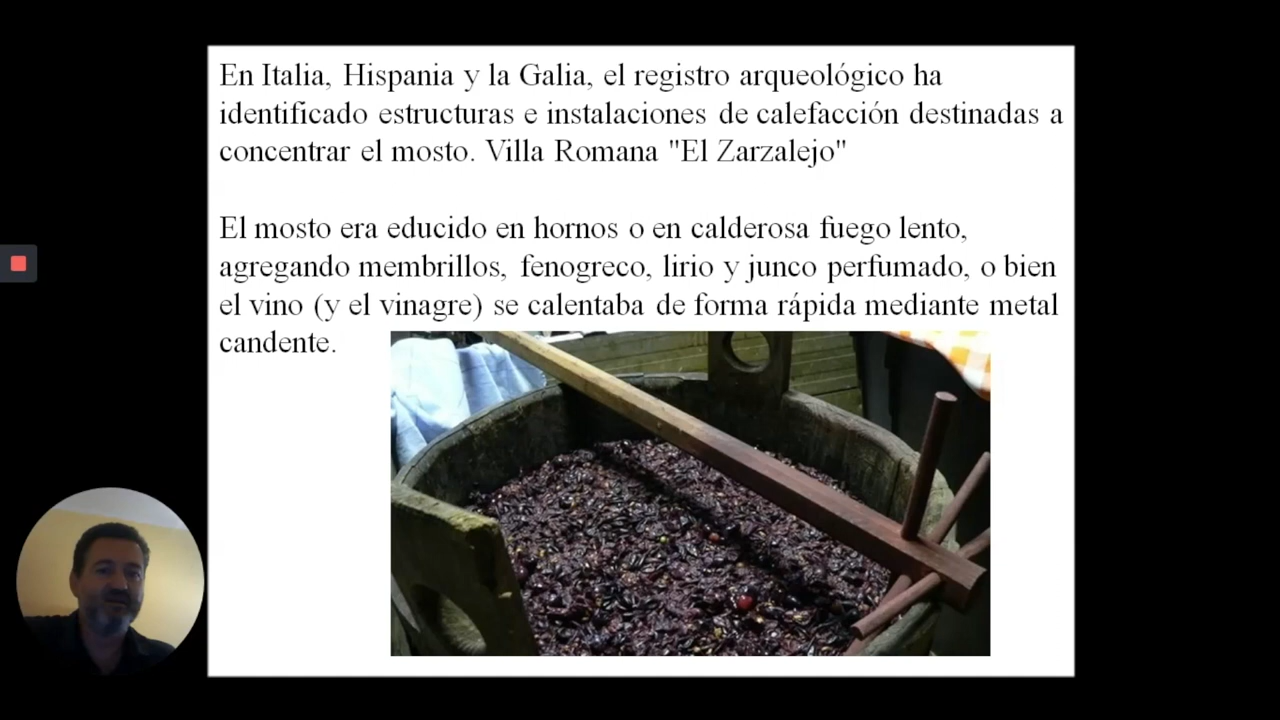 En Italia, Hispania y la Galia, el registro arqueológico ha
identificado estructuras e instalaciones de calefacción destinadas a
concentrar el mosto. Villa Romana "El Zarzalejo"
El mosto era educido en hornos o en calderosa fuego lento,
agregando membrillos, fenogreco, lirio y junco perfumado, o bien
el vino (y el vinagre) se calentaba de forma rápida mediante metal
candente.